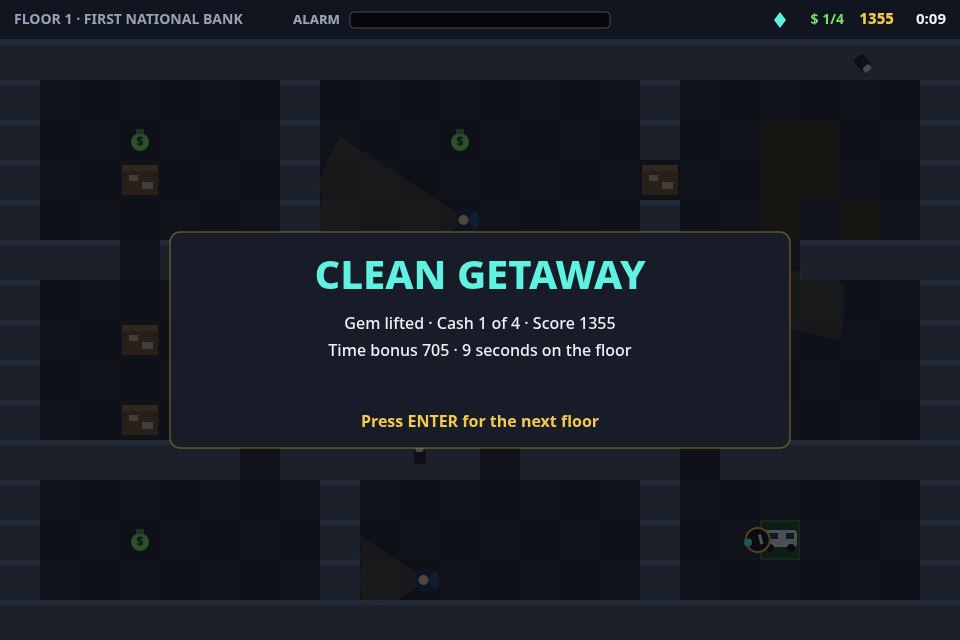 FLOOR 1 · FIRST NATIONAL BANK ALARM $ 1/4 1355 0:09
$ $
CLEAN GETAWAY
Gem lifted · Cash 1 of 4 · Score 1355
Time bonus 705 · 9 seconds on the floor
Press ENTER for the next floor
$